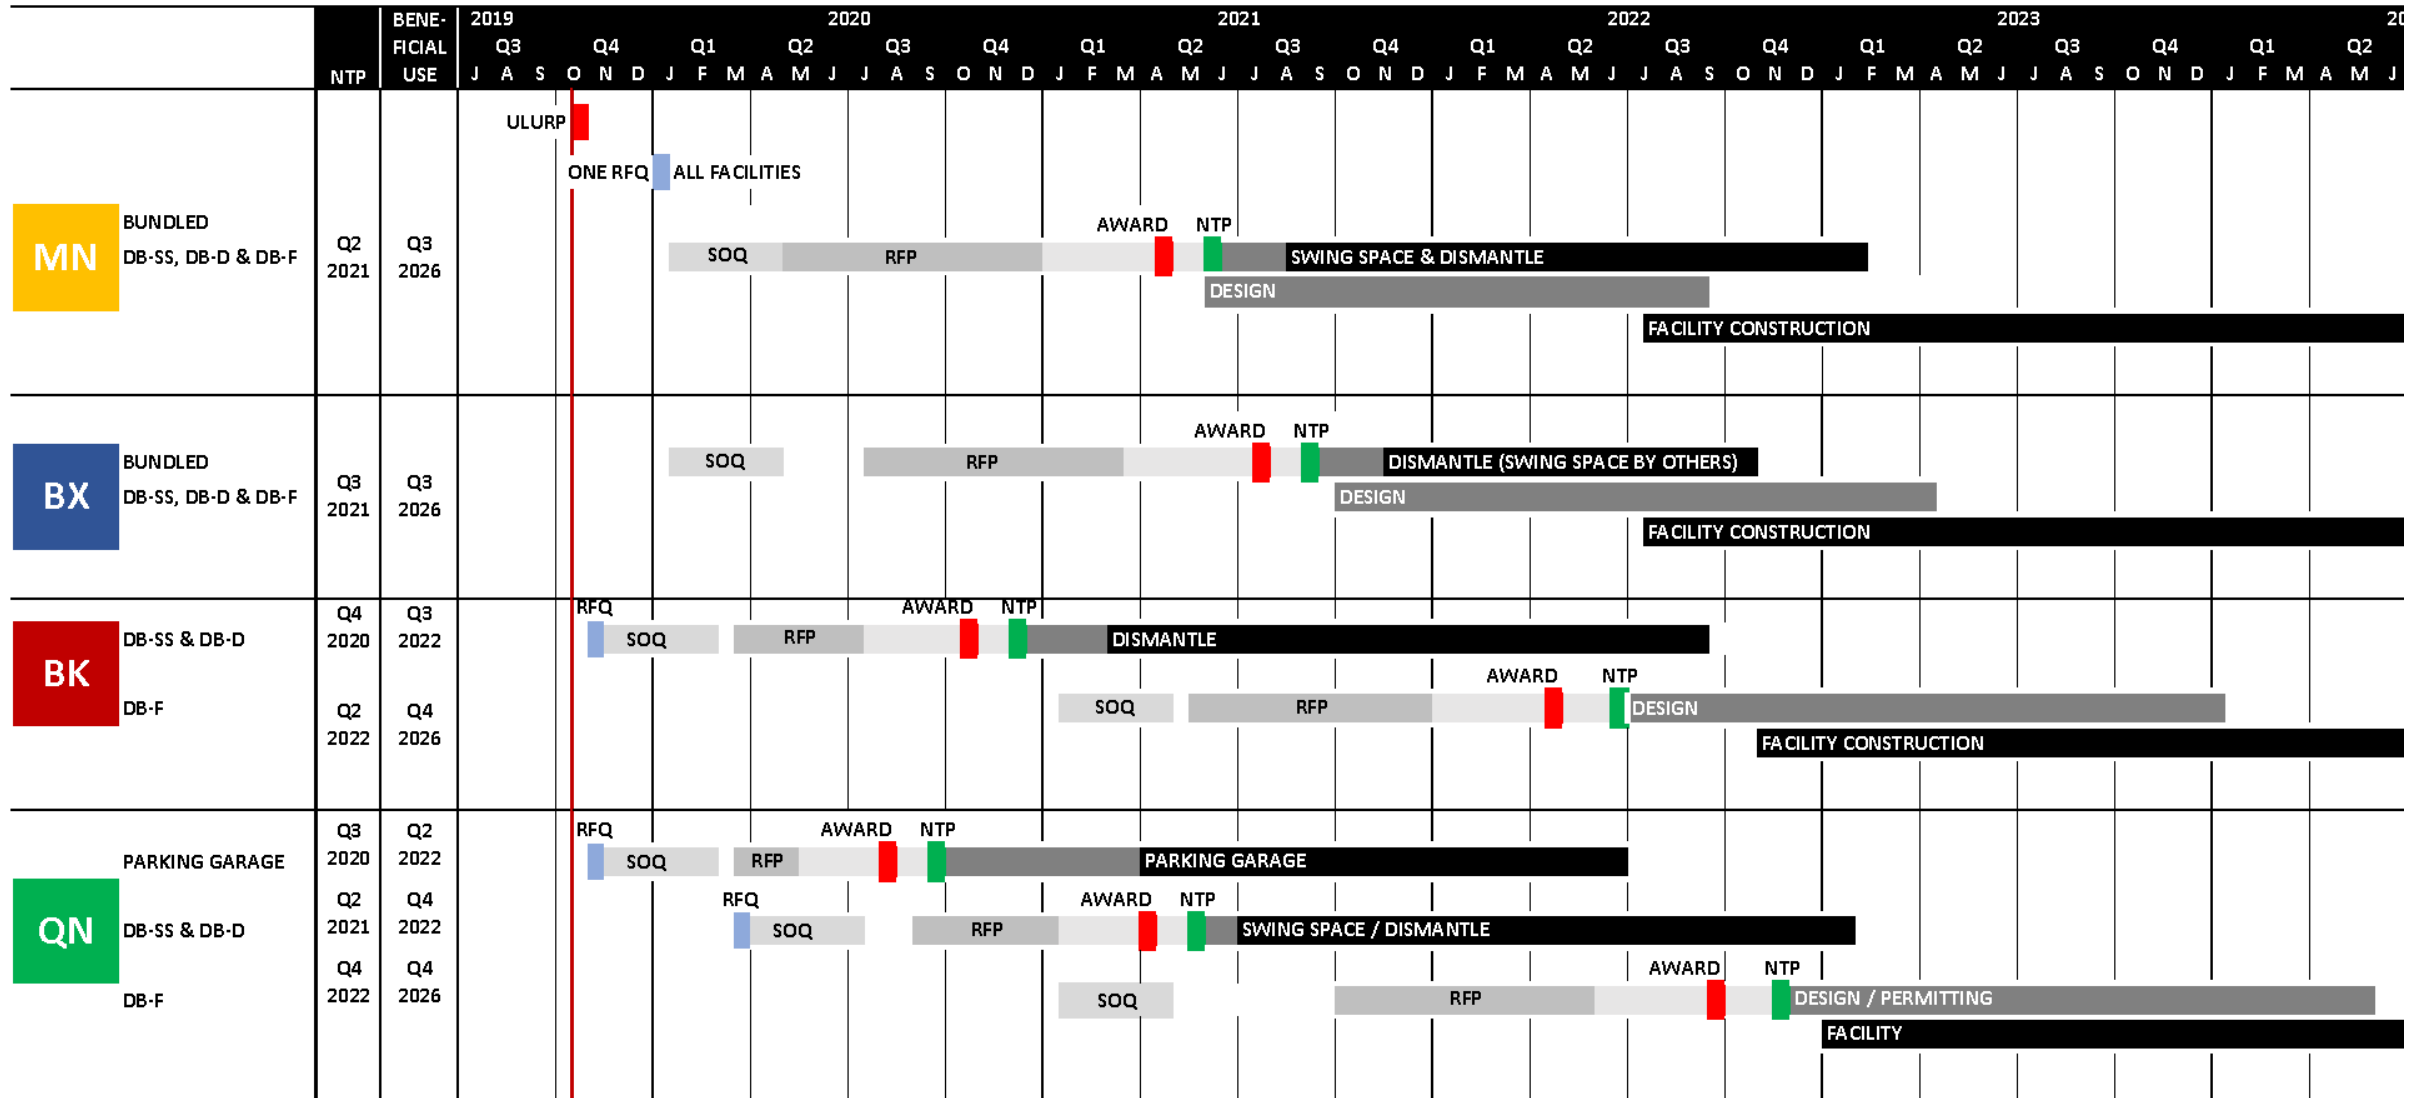 BENE- 2019 2020 2021 2022 2023 20
FICIAL Q3 Q4 Q1 Q2 Q3 Q4 Q1 Q2 Q3 Q4 Q1 Q2 Q3 Q4 Q1 Q2 Q3 Q4 Q1 Q2
NTP USE J A S O N D J F M A M J J A S O N D J F M A M J J A S O N D J F M A M J J A S O N D J F M A M J J A S O N D J F M A M J
ULURP
ONE RFQ ALL FACILITIES
BUNDLED AWARD NTP
MN DB-SS, DB-D & DB-F Q2 Q3 SOQ RFP SWING SPACE & DISMANTLE
2021 2026 DESIGN
FACILITY CONSTRUCTION
AWARD NTP
BUNDLED SOQ RFP DISMANTLE (SWING SPACE BY OTHERS)
BX DB-SS, DB-D & DB-F Q3 Q3 DESIGN
2021 2026
FACILITY CONSTRUCTION
Q4 Q3 RFQ AWARD NTP
DB-SS & DB-D 2020 2022 SOQ RFP DISMANTLE
BK AWARD NTP
DB-F Q2 Q4 SOQ RFP DESIGN
2022 2026 FACILITY CONSTRUCTION
Q3 Q2 RFQ AWARD NTP
PARKING GARAGE 2020 2022 SOQ RFP PARKING GARAGE
Q2 Q4 RFQ AWARD NTP
QN DB-SS & DB-D 2021 2022 SOQ RFP SWING SPACE / DISMANTLE
Q4 Q4 AWARD NTP
DB-F 2022 2026 SOQ RFP DESIGN / PERMITTING
FACILITY